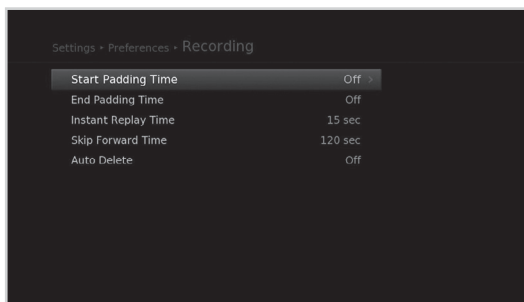 Settings • Preferences • Recording
Start Padding Time Off >
End Padding Time Off
Instant Replay Time 15 sec
Skip Forward Time 120 sec
Auto Delete Off